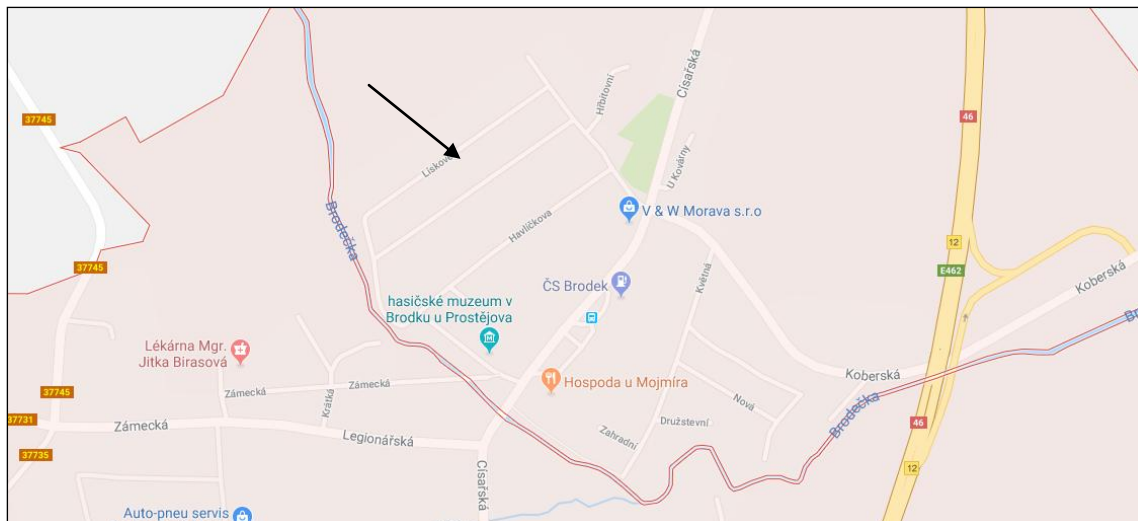 37745
Císařská
Hřbitovní
46
Lískove
U Kovárny
Brodečka
V & W Morava s.r.o
Havlíčkova
12
37745
E462
Květná
Koberská
ČS Brodek
hasičské muzeum v
Brodku u Prostějova
Lékárna Mgr.
Jitka Birasová
Koberská
Hospoda u Mojmíra
Zámecká
Zámecká
37745
Nová
Krátká
Brodečka
37731
Zámecká
Legionářská
Družstevní
Zahradní
46
37735
Císařská
12
Auto-pneu servis